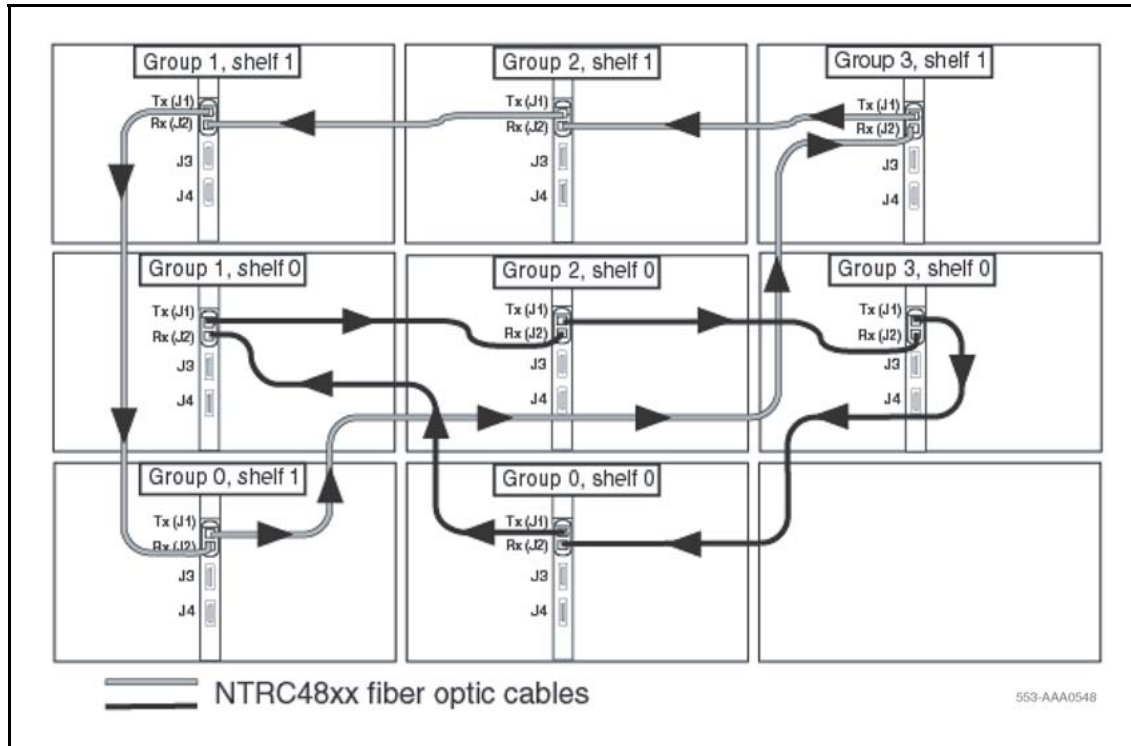 Group 1, shelf 1
Tx (J1)
Rx (J2)
J3
J4
Group 2, shelf 1
Tx (J1)
Rx (J2)
J3
J4
Group 3, shelf 1
Tx (J1)
Rx (J2)
J3
J4
Group 1, shelf 0
Tx (J1)
Rx (J2)
J3
J4
Group 2, shelf 0
Tx (J1)
Rx (J2)
J3
J4
Group 3, shelf 0
Tx (J1)
Rx (J2)
J3
J4
Group 0, shelf 1
Tx (J1)
Rx (J2)
J3
J4
Group 0, shelf 0
Tx (J1)
Rx (J2)
J3
J4
NTRC48xx fiber optic cables
553-AAA0548